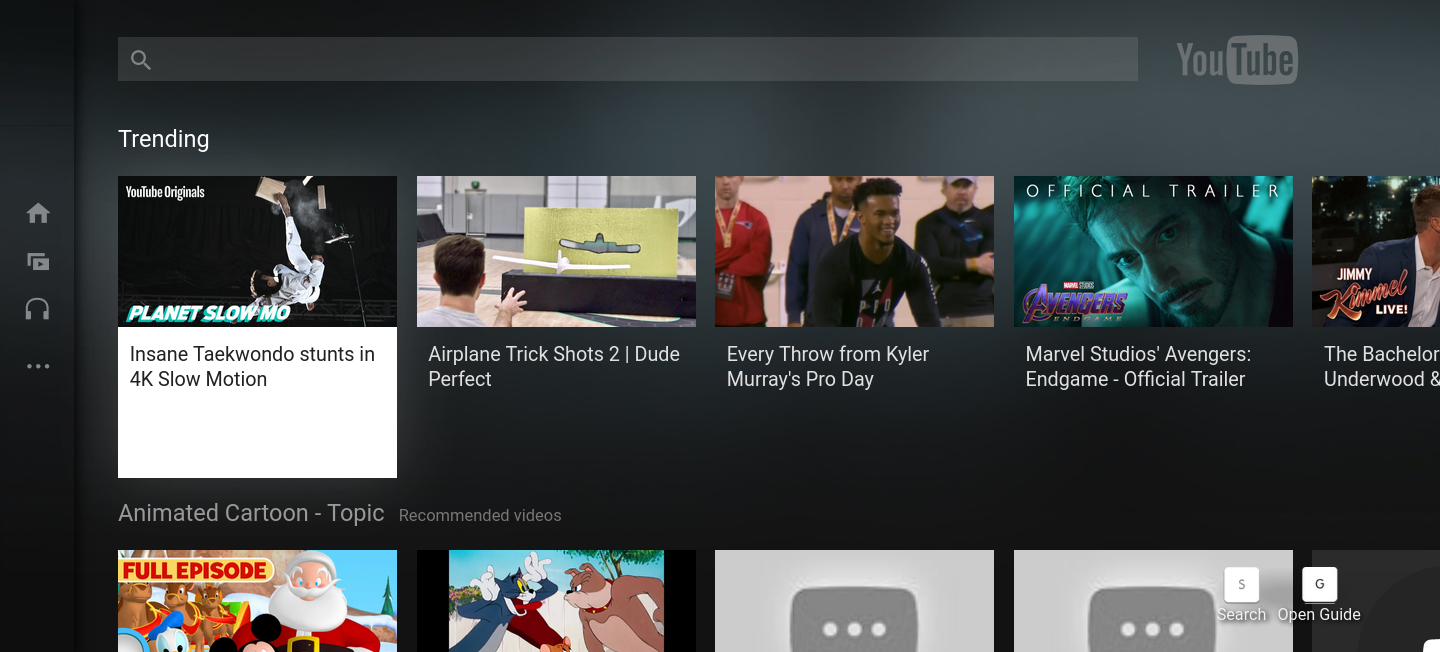 YouTube
Trending
YouTube Originals
PLANET SLOW MO
Insane Taekwondo stunts in
4K Slow Motion
Airplane Trick Shots 2 | Dude
Perfect
Every Throw from Kyler
Murray's Pro Day
OFFICIAL TRAILER
MARVEL STUDIOS
AVENGERS
ENDGAME
Marvel Studios' Avengers:
Endgame - Official Trailer
JIMMY
Kimmel
LIVE!
The Bachelor
Underwood &
Animated Cartoon - Topic Recommended videos
FULL EPISODE
S
Search
G
Open Guide